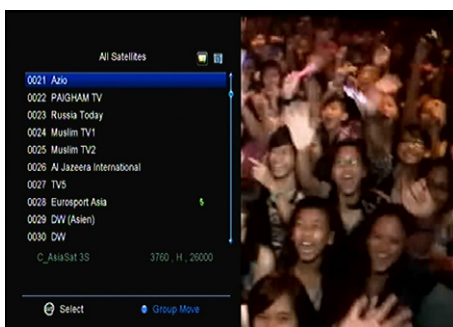 All Satellites
0021 Azio
0022 PAIGHAM TV
0023 Russia Today
0024 Muslim TV1
0025 Muslim TV2
0026 Al Jazeera International
0027 TV5
0028 Eurosport Asia $
0029 DW (Asien)
0030 DW
C_AsiaSat 3S 3760 , H , 26000
Select
Group Move